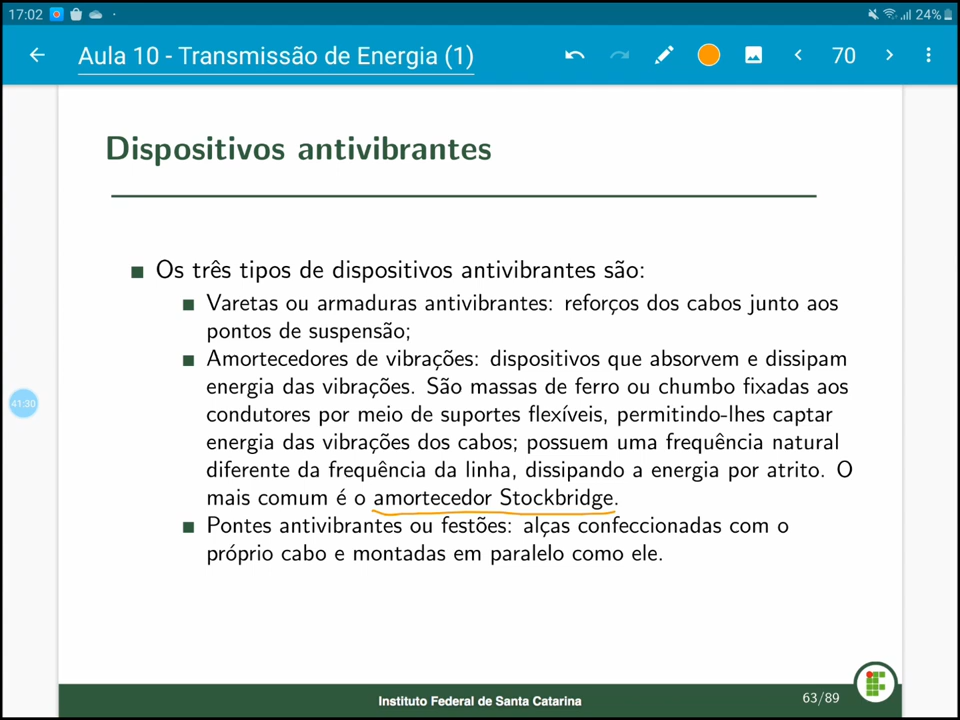 17:02
24%
Aula 10 - Transmissão de Energia (1)
70
Dispositivos antivibrantes
Os três tipos de dispositivos antivibrantes são:
Varetas ou armaduras antivibrantes: reforços dos cabos junto aos
pontos de suspensão;
Amortecedores de vibrações: dispositivos que absorvem e dissipam
energia das vibrações. São massas de ferro ou chumbo fixadas aos
condutores por meio de suportes flexíveis, permitindo-lhes captar
energia das vibrações dos cabos; possuem uma frequência natural
diferente da frequência da linha, dissipando a energia por atrito. O
mais comum é o amortecedor Stockbridge.
Pontes antivibrantes ou festões: alças confeccionadas com o
próprio cabo e montadas em paralelo como ele.
41:30
Instituto Federal de Santa Catarina
63/89